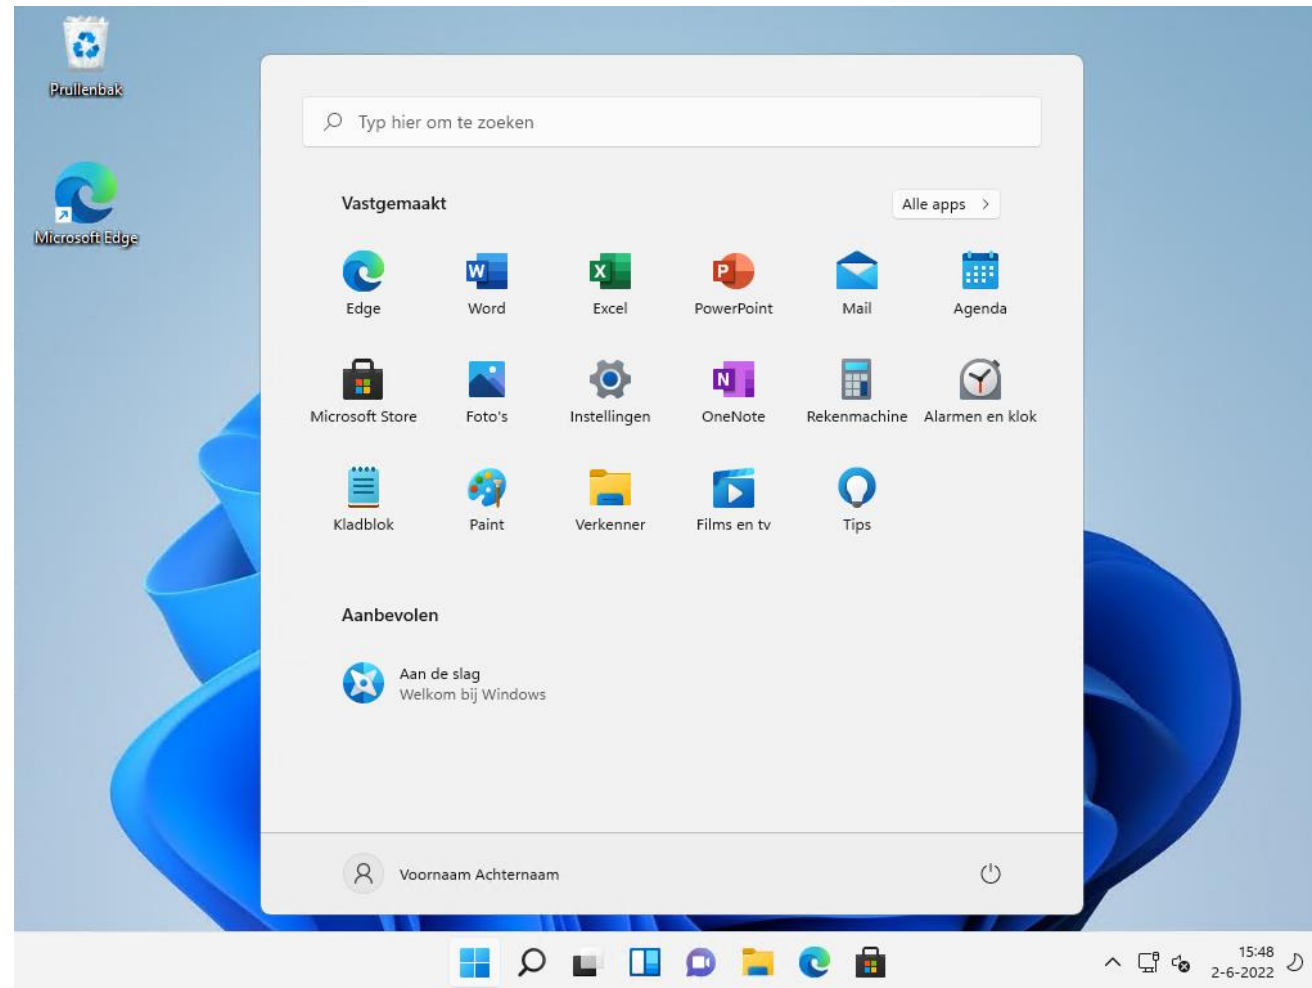 Prullenbak
Microsoft Edge
Typ hier om te zoeken
Vastgemaakt
Alle apps
Edge
Word
Excel
PowerPoint
Mail
Agenda
Microsoft Store
Foto's
Instellingen
OneNote
Rekenmachine
Alarmen en klok
Kladblok
Paint
Verkenner
Films en tv
Tips
Aanbevolen
Aan de slag
Welkom bij Windows
Voornaam Achternaam
15:48
2-6-2022